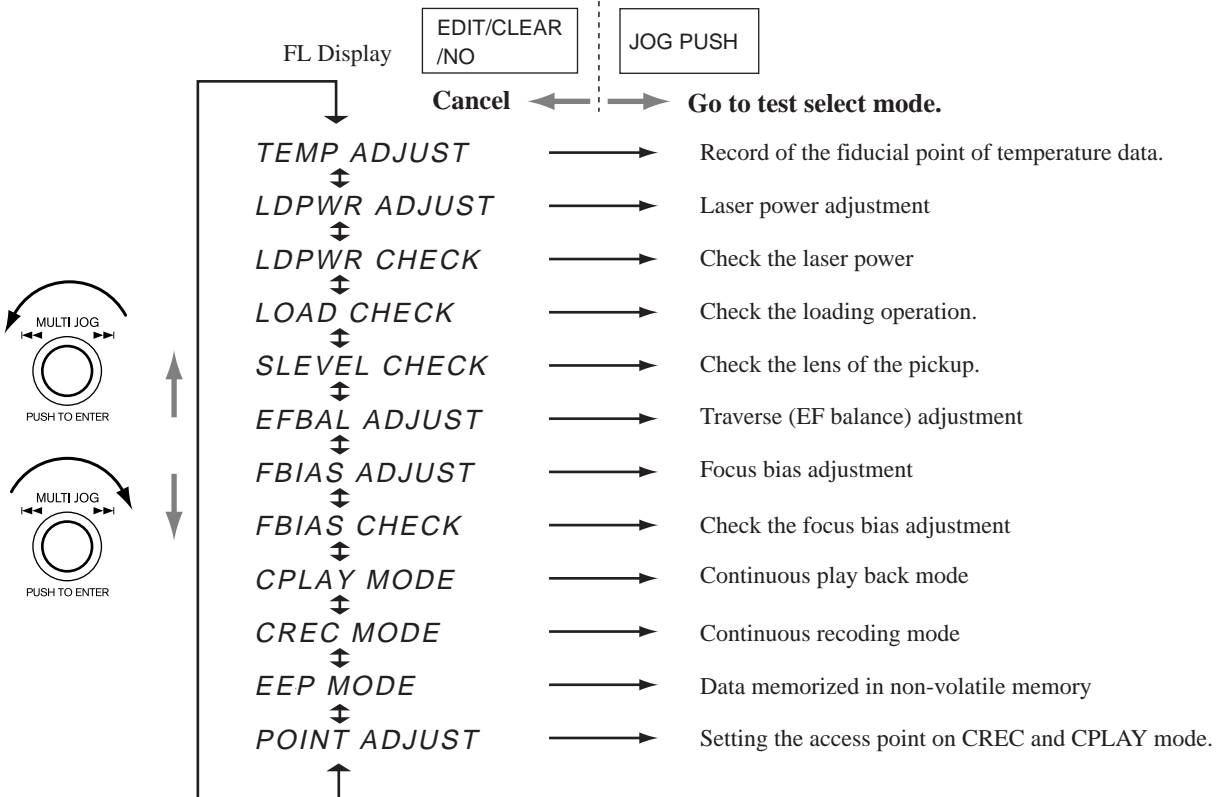 EDIT/CLEAR
/NO
JOG PUSH
FL Display
Cancel
Go to test select mode.
TEMP ADJUST
Record of the fiducial point of temperature data.
LDPWR ADJUST
Laser power adjustment
LDPWR CHECK
Check the laser power
LOAD CHECK
Check the loading operation.
SLEVEL CHECK
Check the lens of the pickup.
EFBAL ADJUST
Traverse (EF balance) adjustment
FBIAS ADJUST
Focus bias adjustment
FBIAS CHECK
Check the focus bias adjustment
CPLAY MODE
Continuous play back mode
CREC MODE
Continuous recoding mode
EEP MODE
Data memorized in non-volatile memory
POINT ADJUST
Setting the access point on CREC and CPLAY mode.
MULTI JOG
PUSH TO ENTER
MULTI JOG
PUSH TO ENTER